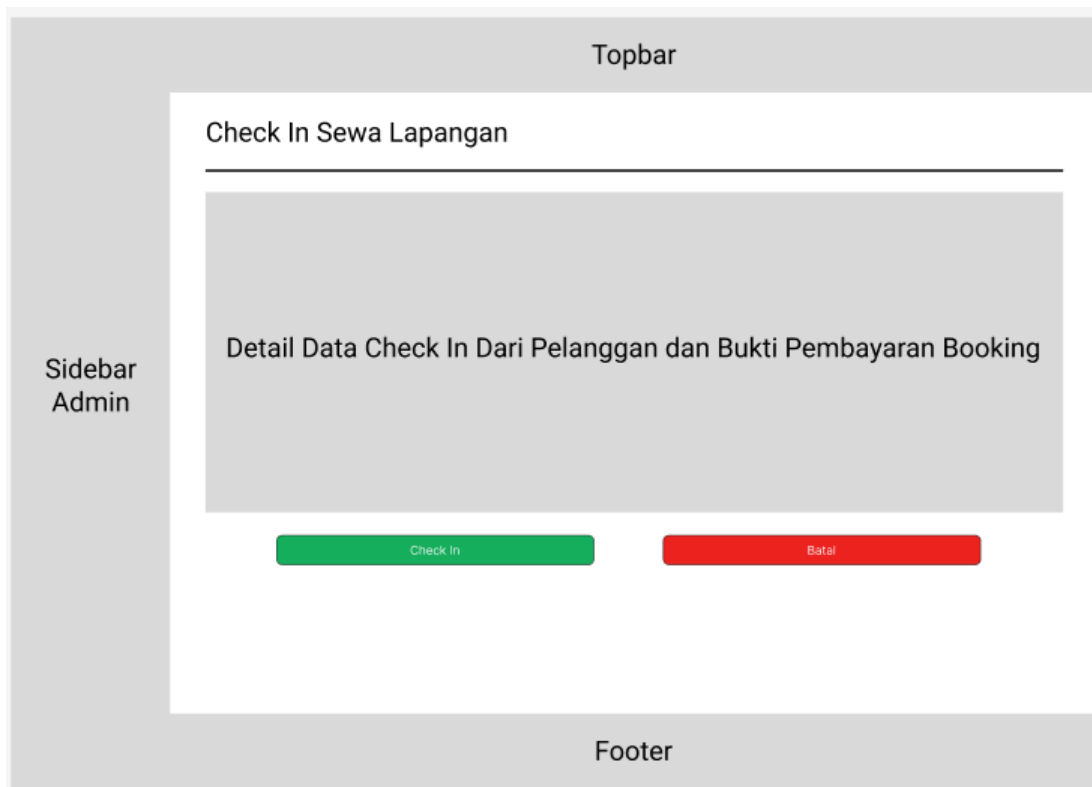 Topbar
Check In Sewa Lapangan
Sidebar
Admin
Detail Data Check In Dari Pelanggan dan Bukti Pembayaran Booking
Check In
Batal
Footer